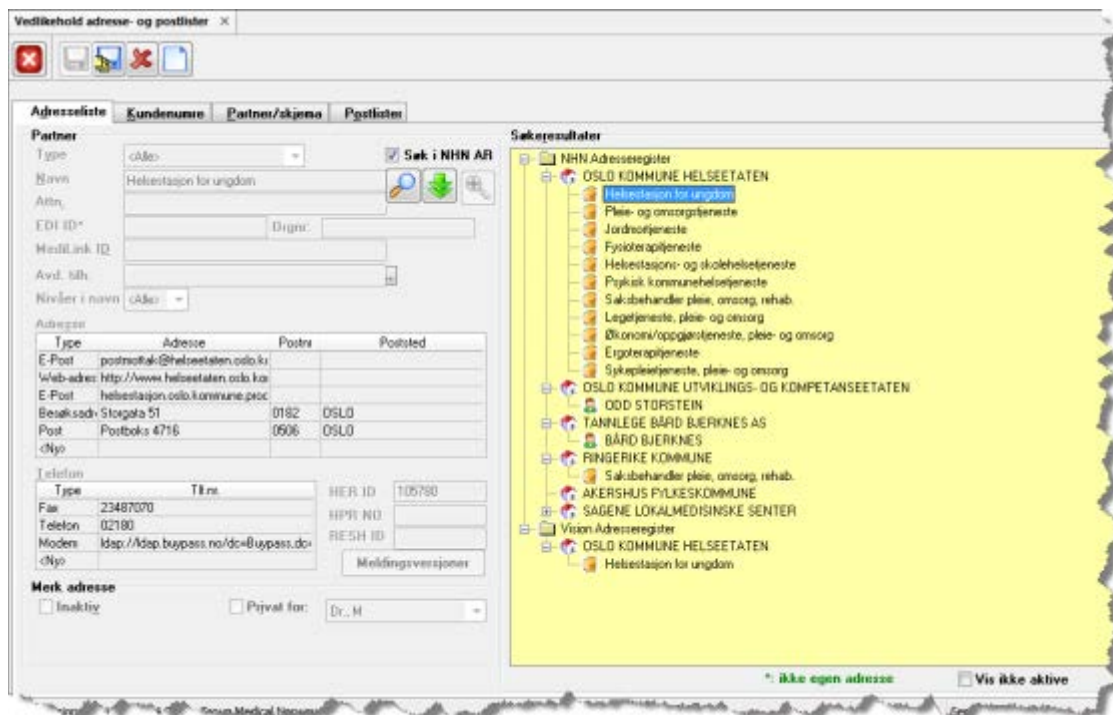 Vedlikehold adresse- og postlister ×
Adresseliste Kundenumre Partner/skjema Postlister
Partner
Type <Alle> Søk i NHN AR
Navn Helsestasjon for ungdom
Attn.
EDI ID* Orgnr:
MediLink ID
Avd. tilh.
Nivåer i navn <Alle>
Adresse
Type Adresse Postnr Poststed
E-Post postmottak@helseetaten.oslo.k
Web-adres http://www.helseetaten.oslo.ko
E-Post helsestasjon.oslo.kommune.proc
Besøksadr Storgata 51 0182 OSLO
Post Postboks 4716 0506 OSLO
<Ny>
Telefon
Type Tlf.nr.
Fax 23487070
Telefon 02180
Modem ldap://ldap.buypass.no/dc=Buypass,dc=
<Ny>
HER ID 105780
HPR NO
RESH ID
Meldingsversjoner
Merk adresse
Inaktiv Privat for: Dr., M
Søkeresultater
NHN Adresseregister
OSLO KOMMUNE HELSEETATEN
Helsestasjon for ungdom
Pleie- og omsorgstjeneste
Jordmortjeneste
Fysioterapitjeneste
Helsestasjons- og skolehelsetjeneste
Psykisk kommunehelsetjeneste
Saksbehandler pleie, omsorg, rehab.
Legetjeneste, pleie- og omsorg
Økonomi/oppgjørstjeneste, pleie- og omsorg
Ergoterapitjeneste
Sykepleietjeneste, pleie- og omsorg
OSLO KOMMUNE UTVIKLINGS- OG KOMPETANSEETATEN
ODD STORSTEIN
TANNLEGE BÅRD BJERKNES AS
BÅRD BJERKNES
RINGERIKE KOMMUNE
Saksbehandler pleie, omsorg, rehab.
AKERSHUS FYLKESKOMMUNE
SAGENE LOKALMEDISINSKE SENTER
Vision Adresseregister
OSLO KOMMUNE HELSEETATEN
Helsestasjon for ungdom
*: ikke egen adresse Vis ikke aktive